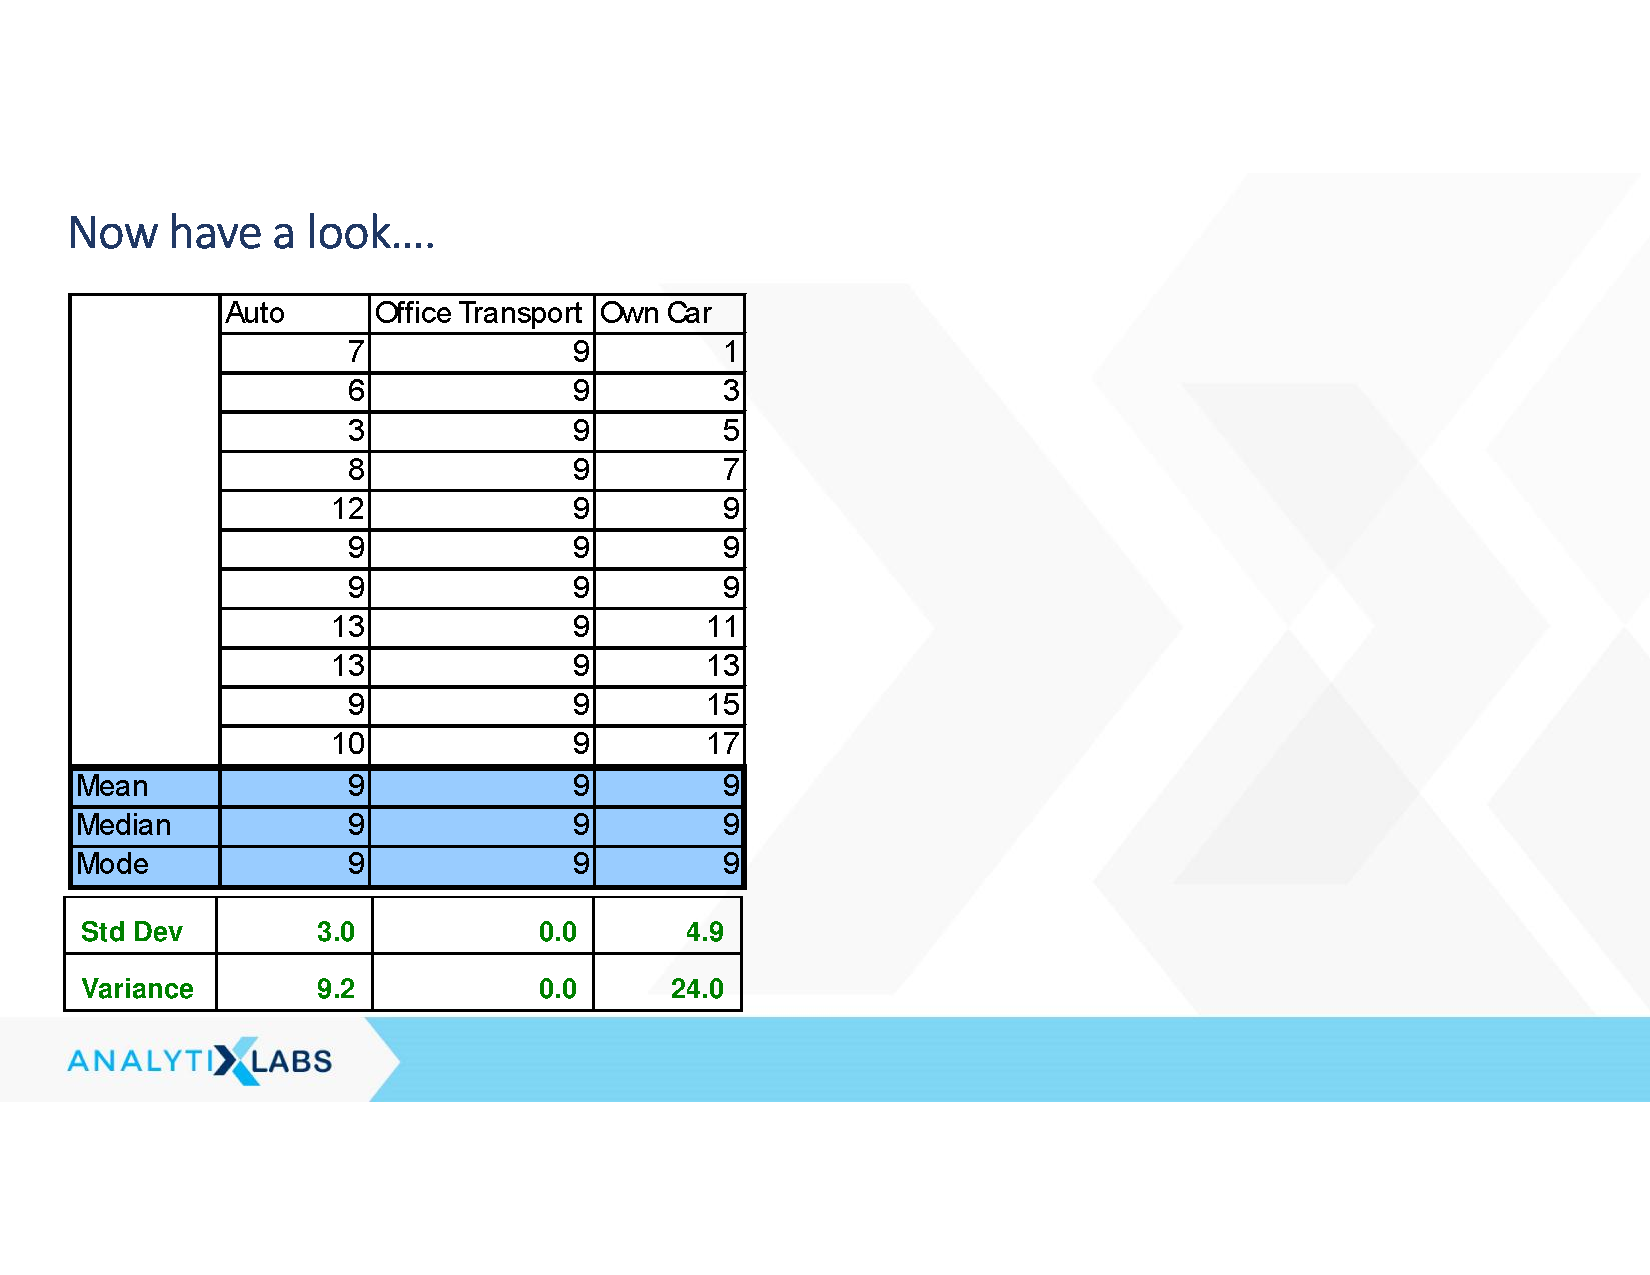 Now have a look....
Auto Office Transport Own Car
7 9 1
6 9 3
3 9 5
8 9 7
12 9 9
9 9 9
9 9 9
13 9 11
13 9 13
9 9 15
10 9 17
Mean 9 9 9
Median 9 9 9
Mode 9 9 9
Std Dev 3.0 0.0 4.9
Variance 9.2 0.0 24.0
ANALYTIXLABS